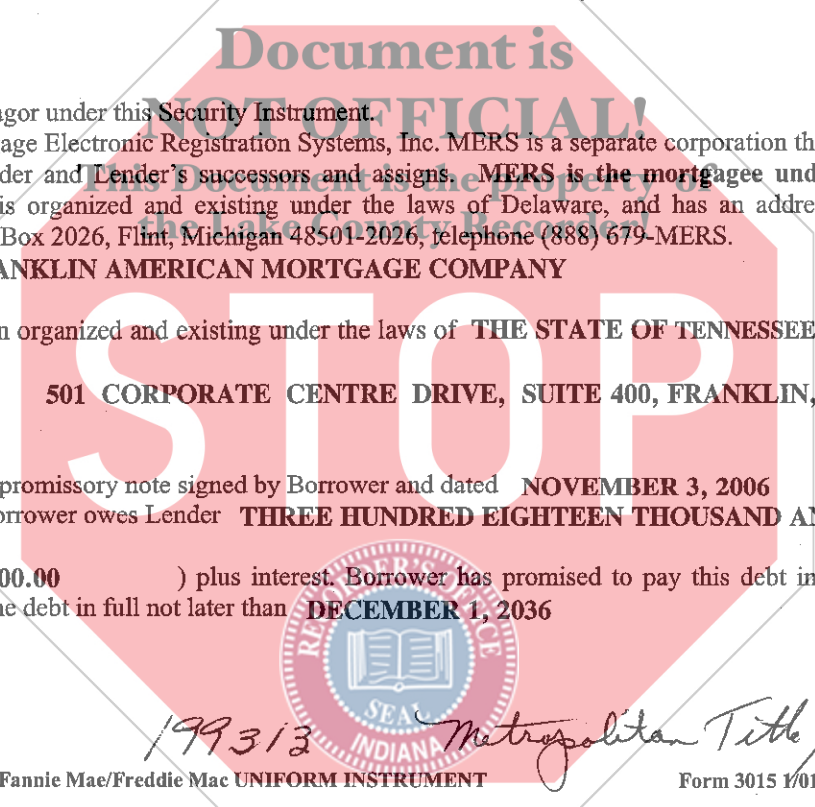 Document is
NOT OFFICIAL!
This Document is the property of
the Lake County Recorder!
STOP
agor under this Security Instrument.
age Electronic Registration Systems, Inc. MERS is a separate corporation th
der and Lender's successors and assigns. MERS is the mortgagee und
is organized and existing under the laws of Delaware, and has an addre
Box 2026, Flint, Michigan 48501-2026, telephone (888) 679-MERS.
ANKLIN AMERICAN MORTGAGE COMPANY
n organized and existing under the laws of THE STATE OF TENNESSEE
501 CORPORATE CENTRE DRIVE, SUITE 400, FRANKLIN,
promissory note signed by Borrower and dated NOVEMBER 3, 2006
orrower owes Lender THREE HUNDRED EIGHTEEN THOUSAND AN
00.00 ) plus interest. Borrower has promised to pay this debt in
ne debt in full not later than DECEMBER 1, 2036
RECORDER'S OFFICE
SEAL
INDIANA
199313 Metropolitan Title
Fannie Mae/Freddie Mac UNIFORM INSTRUMENT Form 3015 1/01